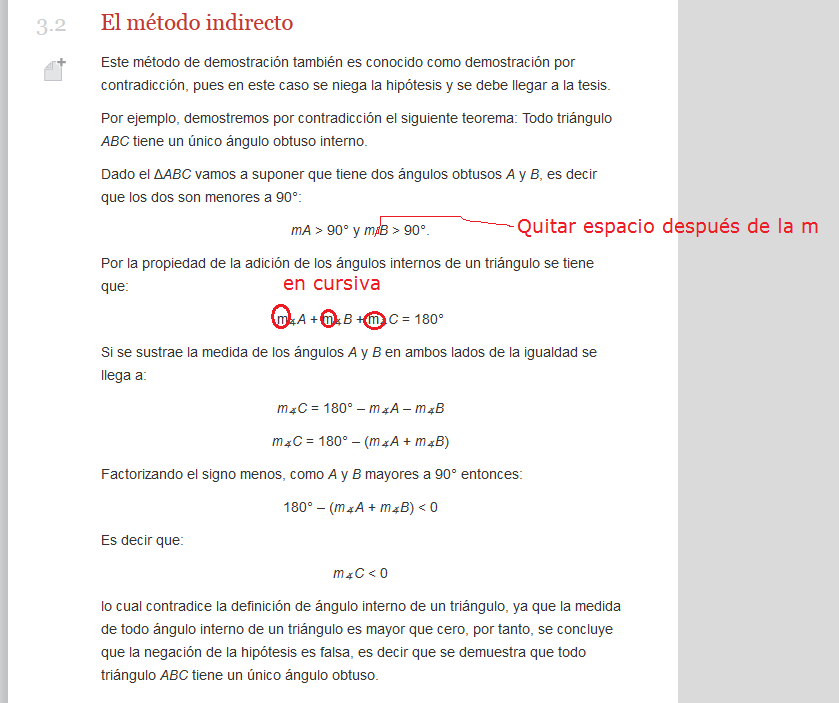 3.2 El método indirecto
Este método de demostración también es conocido como demostración por
contradicción, pues en este caso se niega la hipótesis y se debe llegar a la tesis.
Por ejemplo, demostremos por contradicción el siguiente teorema: Todo triángulo
ABC tiene un único ángulo obtuso interno.
Dado el ΔABC vamos a suponer que tiene dos ángulos obtusos A y B, es decir
que los dos son menores a 90°:
mA > 90° y m B > 90°.
Quitar espacio después de la m
Por la propiedad de la adición de los ángulos internos de un triángulo se tiene
que:
en cursiva
m∡A + m∡B + m∡C = 180°
Si se sustrae la medida de los ángulos A y B en ambos lados de la igualdad se
llega a:
m∡C = 180° – m∡A – m∡B
m∡C = 180° – (m∡A + m∡B)
Factorizando el signo menos, como A y B mayores a 90° entonces:
180° – (m∡A + m∡B) < 0
Es decir que:
m∡C < 0
lo cual contradice la definición de ángulo interno de un triángulo, ya que la medida
de todo ángulo interno de un triángulo es mayor que cero, por tanto, se concluye
que la negación de la hipótesis es falsa, es decir que se demuestra que todo
triángulo ABC tiene un único ángulo obtuso.